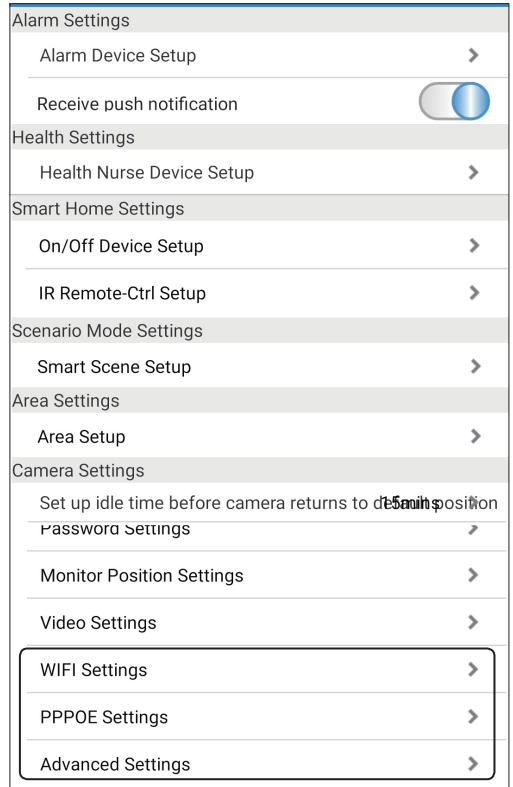 Alarm Settings
Alarm Device Setup
Receive push notification
Health Settings
Health Nurse Device Setup
Smart Home Settings
On/Off Device Setup
IR Remote-Ctrl Setup
Scenario Mode Settings
Smart Scene Setup
Area Settings
Area Setup
Camera Settings
Set up idle time before camera returns to default position 15mins
Password Settings
Monitor Position Settings
Video Settings
WIFI Settings
PPPOE Settings
Advanced Settings